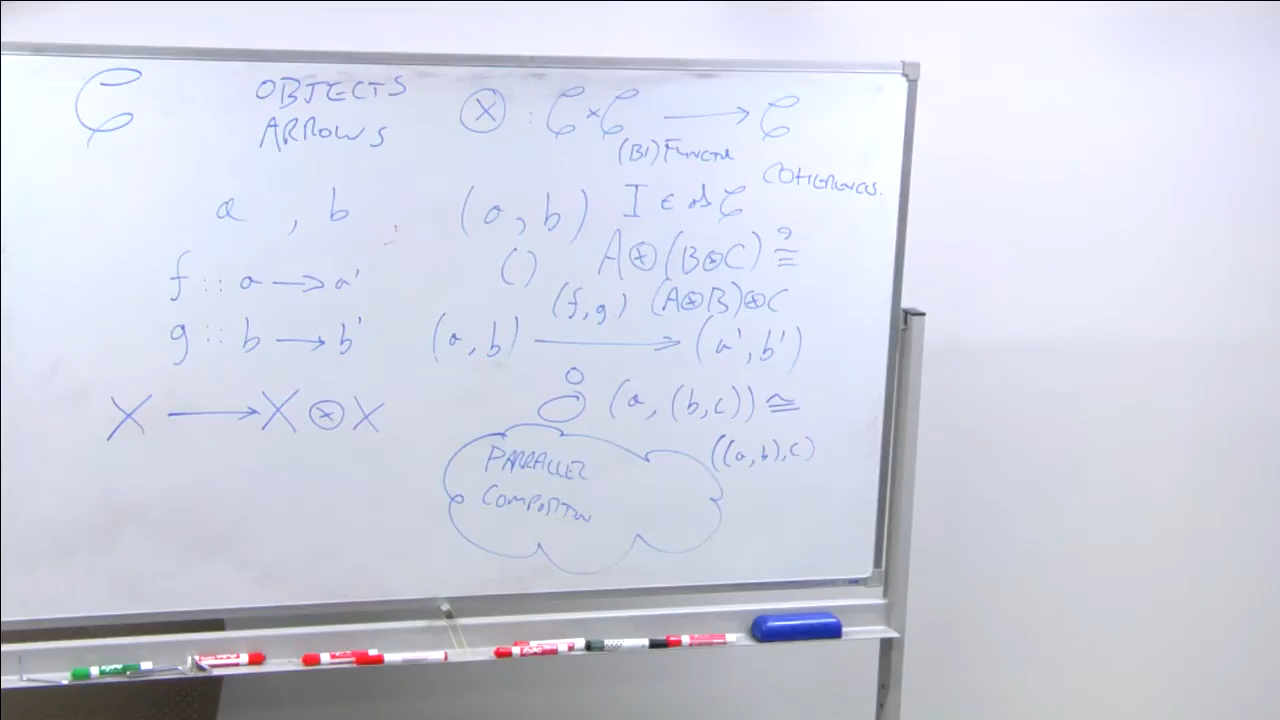 𝒞 OBJECTS
ARROWS
⊗ : 𝒞 × 𝒞 ⟶ 𝒞
(BI)FUNCTOR
COHERENCES.
a , b (a, b) I ∈ ob 𝒞
f :: a ⟶ a' () A⊗(B⊗C) ≅?
(f,g) (A⊗B)⊗C
g :: b ⟶ b' (a,b) ⟶ (a',b')
X ⟶ X ⊗ X (a, (b,c)) ≅
((a,b),c)
PARALLEL
COMPOSITION